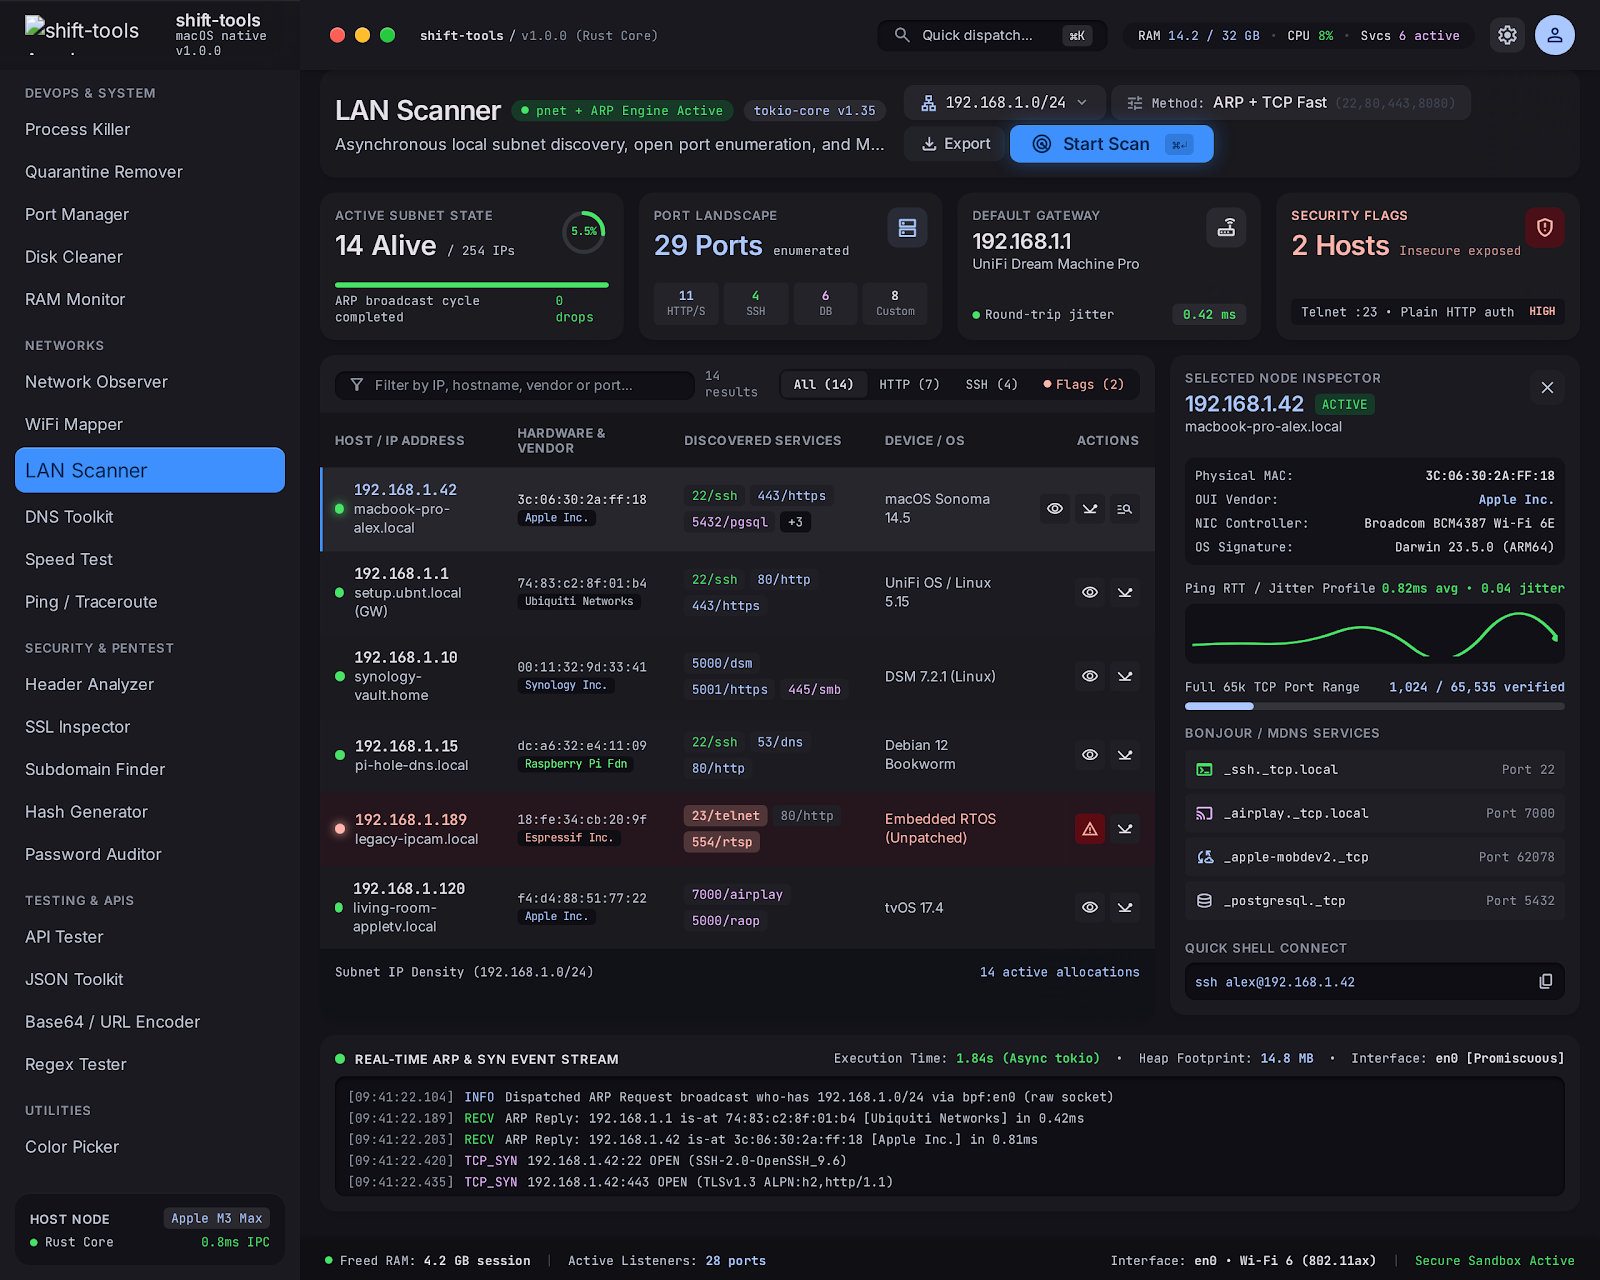 shift-tools
shift-tools
macOS native
v1.0.0
DEVOPS & SYSTEM
Process Killer
Quarantine Remover
Port Manager
Disk Cleaner
RAM Monitor
NETWORKS
Network Observer
WiFi Mapper
LAN Scanner
DNS Toolkit
Speed Test
Ping / Traceroute
SECURITY & PENTEST
Header Analyzer
SSL Inspector
Subdomain Finder
Hash Generator
Password Auditor
TESTING & APIS
API Tester
JSON Toolkit
Base64 / URL Encoder
Regex Tester
UTILITIES
Color Picker
HOST NODE Apple M3 Max
Rust Core 0.8ms IPC
shift-tools / v1.0.0 (Rust Core)
Quick dispatch... ⌘K
RAM 14.2 / 32 GB • CPU 8% • Svcs 6 active
LAN Scanner pnet + ARP Engine Active tokio-core v1.35
Asynchronous local subnet discovery, open port enumeration, and M...
192.168.1.0/24 Method: ARP + TCP Fast (22,80,443,8080)
Export Start Scan ⌘↵
ACTIVE SUBNET STATE
14 Alive / 254 IPs
5.5%
ARP broadcast cycle completed 0 drops
PORT LANDSCAPE
29 Ports enumerated
11 HTTP/S
4 SSH
6 DB
8 Custom
DEFAULT GATEWAY
192.168.1.1
UniFi Dream Machine Pro
Round-trip jitter 0.42 ms
SECURITY FLAGS
2 Hosts Insecure exposed
Telnet :23 • Plain HTTP auth HIGH
Filter by IP, hostname, vendor or port...
14 results
All (14) HTTP (7) SSH (4) Flags (2)
HOST / IP ADDRESS HARDWARE & VENDOR DISCOVERED SERVICES DEVICE / OS ACTIONS
192.168.1.42
macbook-pro-alex.local
3c:06:30:2a:ff:18
Apple Inc.
22/ssh 443/https
5432/pgsql +3
macOS Sonoma 14.5
192.168.1.1
setup.ubnt.local (GW)
74:83:c2:8f:01:b4
Ubiquiti Networks
22/ssh 80/http
443/https
UniFi OS / Linux 5.15
192.168.1.10
synology-vault.home
00:11:32:9d:33:41
Synology Inc.
5000/dsm
5001/https 445/smb
DSM 7.2.1 (Linux)
192.168.1.15
pi-hole-dns.local
dc:a6:32:e4:11:09
Raspberry Pi Fdn
22/ssh 53/dns
80/http
Debian 12 Bookworm
192.168.1.189
legacy-ipcam.local
18:fe:34:cb:20:9f
Espressif Inc.
23/telnet 80/http
554/rtsp
Embedded RTOS (Unpatched)
192.168.1.120
living-room-appletv.local
f4:d4:88:51:77:22
Apple Inc.
7000/airplay
5000/raop
tvOS 17.4
Subnet IP Density (192.168.1.0/24) 14 active allocations
SELECTED NODE INSPECTOR
192.168.1.42 ACTIVE
macbook-pro-alex.local
Physical MAC: 3C:06:30:2A:FF:18
OUI Vendor: Apple Inc.
NIC Controller: Broadcom BCM4387 Wi-Fi 6E
OS Signature: Darwin 23.5.0 (ARM64)
Ping RTT / Jitter Profile 0.82ms avg • 0.04 jitter
Full 65k TCP Port Range 1,024 / 65,535 verified
BONJOUR / MDNS SERVICES
_ssh._tcp.local Port 22
_airplay._tcp.local Port 7000
_apple-mobdev2._tcp Port 62078
_postgresql._tcp Port 5432
QUICK SHELL CONNECT
ssh alex@192.168.1.42
REAL-TIME ARP & SYN EVENT STREAM
Execution Time: 1.84s (Async tokio) • Heap Footprint: 14.8 MB • Interface: en0 [Promiscuous]
[09:41:22.104] INFO Dispatched ARP Request broadcast who-has 192.168.1.0/24 via bpf:en0 (raw socket)
[09:41:22.189] RECV ARP Reply: 192.168.1.1 is-at 74:83:c2:8f:01:b4 [Ubiquiti Networks] in 0.42ms
[09:41:22.203] RECV ARP Reply: 192.168.1.42 is-at 3c:06:30:2a:ff:18 [Apple Inc.] in 0.81ms
[09:41:22.420] TCP_SYN 192.168.1.42:22 OPEN (SSH-2.0-OpenSSH_9.6)
[09:41:22.435] TCP_SYN 192.168.1.42:443 OPEN (TLSv1.3 ALPN:h2,http/1.1)
Freed RAM: 4.2 GB session | Active Listeners: 28 ports
Interface: en0 • Wi-Fi 6 (802.11ax) | Secure Sandbox Active